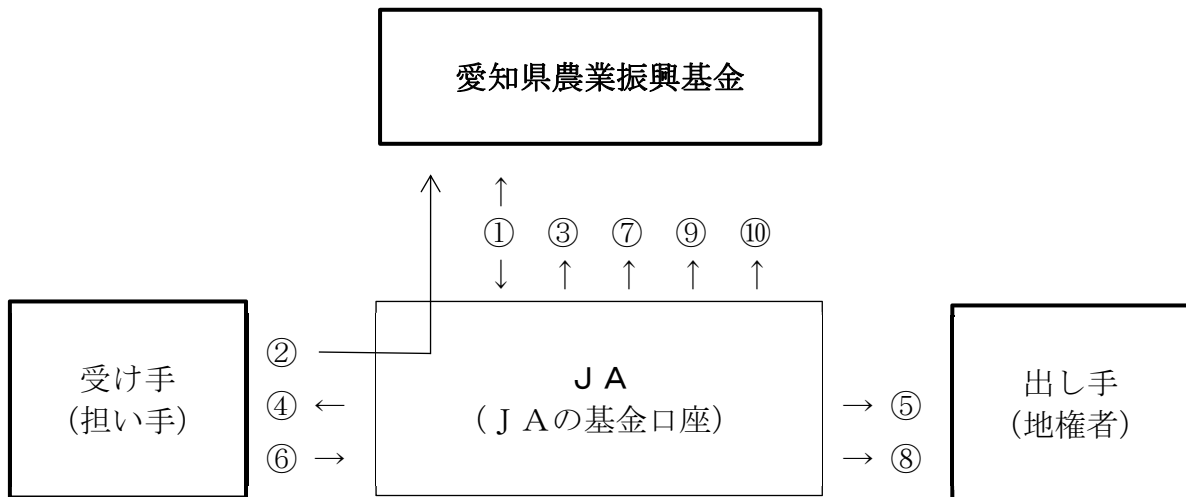 愛知県農業振興基金
↑
① ③ ⑦ ⑨ ⑩
↓ ↑ ↑ ↑ ↑
受け手
(担い手)
②
④ ←
⑥ →
ＪＡ
(ＪＡの基金口座)
→ ⑤
→ ⑧
出し手
(地権者)